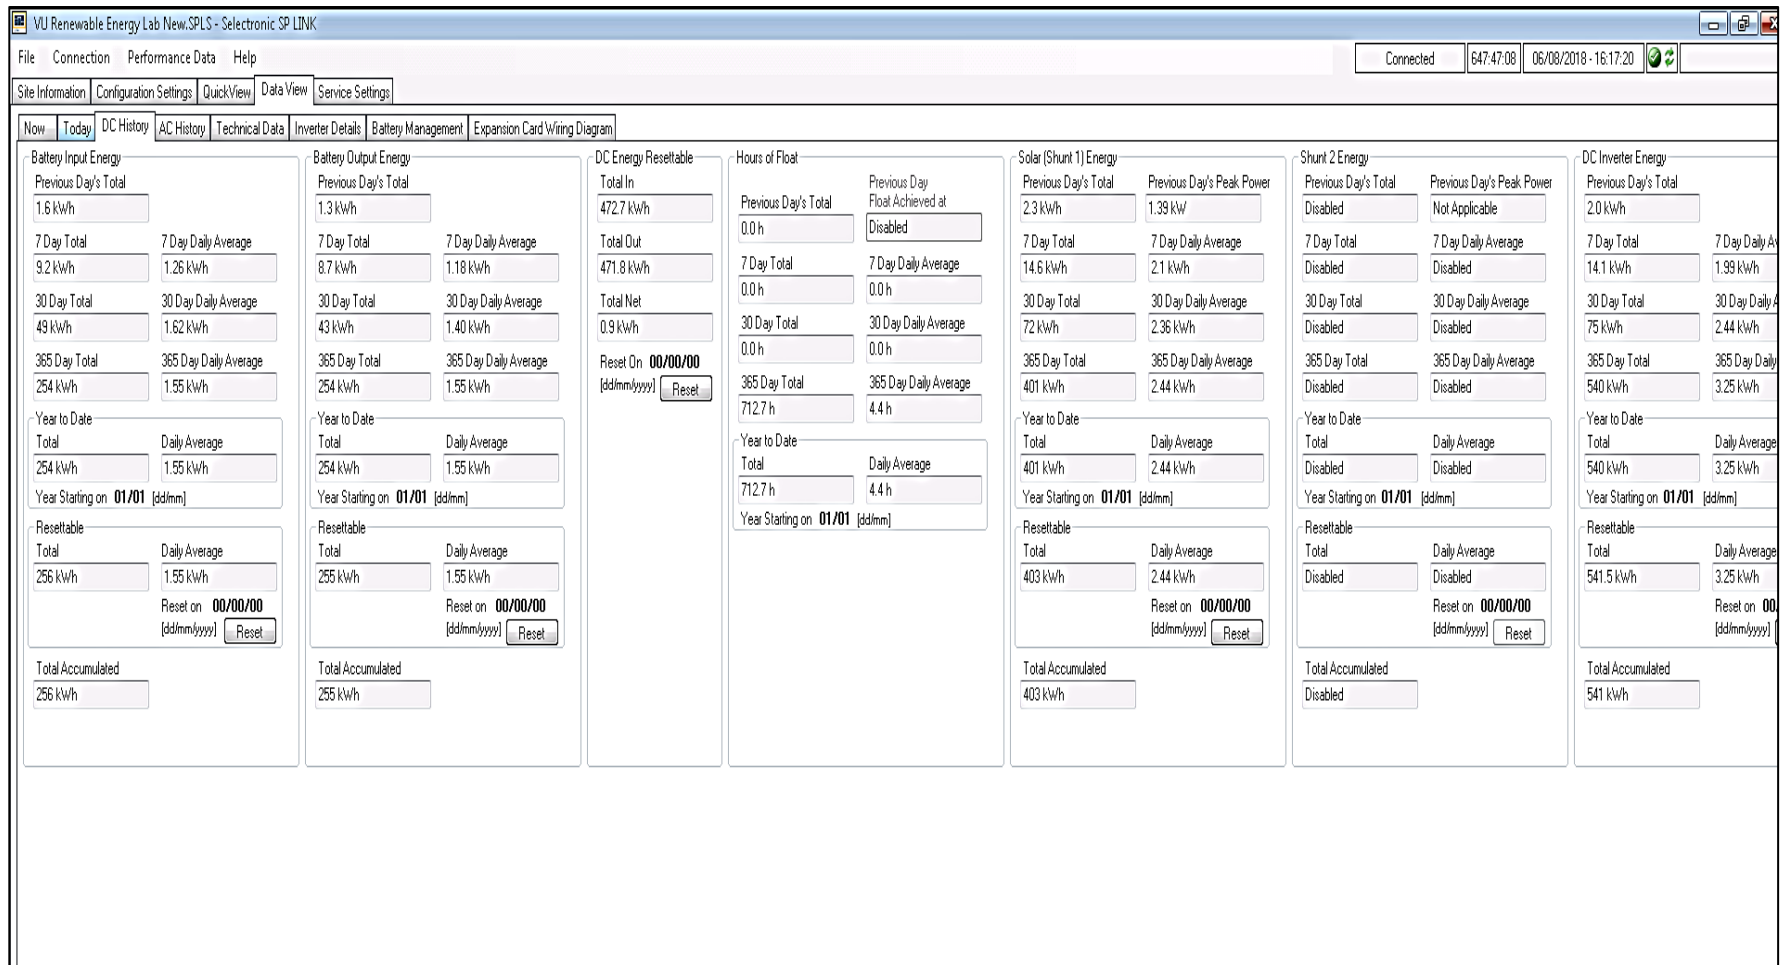 VU Renewable Energy Lab New.SPLS - Selectronic SP LINK
File Connection Performance Data Help
Connected 647:47:08 06/08/2018 - 16:17:20
Site Information Configuration Settings QuickView Data View Service Settings
Now Today DC History AC History Technical Data Inverter Details Battery Management Expansion Card Wiring Diagram
Battery Input Energy
Previous Day's Total
1.6 kWh
7 Day Total 7 Day Daily Average
9.2 kWh 1.26 kWh
30 Day Total 30 Day Daily Average
49 kWh 1.62 kWh
365 Day Total 365 Day Daily Average
254 kWh 1.55 kWh
Year to Date
Total Daily Average
254 kWh 1.55 kWh
Year Starting on 01/01 [dd/mm]
Resettable
Total Daily Average
256 kWh 1.55 kWh
Reset on 00/00/00
[dd/mm/yyyy] Reset
Total Accumulated
256 kWh
Battery Output Energy
Previous Day's Total
1.3 kWh
7 Day Total 7 Day Daily Average
8.7 kWh 1.18 kWh
30 Day Total 30 Day Daily Average
43 kWh 1.40 kWh
365 Day Total 365 Day Daily Average
254 kWh 1.55 kWh
Year to Date
Total Daily Average
254 kWh 1.55 kWh
Year Starting on 01/01 [dd/mm]
Resettable
Total Daily Average
255 kWh 1.55 kWh
Reset on 00/00/00
[dd/mm/yyyy] Reset
Total Accumulated
255 kWh
DC Energy Resettable
Total In
472.7 kWh
Total Out
471.8 kWh
Total Net
0.9 kWh
Reset On 00/00/00
[dd/mm/yyyy] Reset
Hours of Float
Previous Day's Total Previous Day Float Achieved at
0.0 h Disabled
7 Day Total 7 Day Daily Average
0.0 h 0.0 h
30 Day Total 30 Day Daily Average
0.0 h 0.0 h
365 Day Total 365 Day Daily Average
712.7 h 4.4 h
Year to Date
Total Daily Average
712.7 h 4.4 h
Year Starting on 01/01 [dd/mm]
Solar (Shunt 1) Energy
Previous Day's Total Previous Day's Peak Power
2.3 kWh 1.39 kW
7 Day Total 7 Day Daily Average
14.6 kWh 2.1 kWh
30 Day Total 30 Day Daily Average
72 kWh 2.36 kWh
365 Day Total 365 Day Daily Average
401 kWh 2.44 kWh
Year to Date
Total Daily Average
401 kWh 2.44 kWh
Year Starting on 01/01 [dd/mm]
Resettable
Total Daily Average
403 kWh 2.44 kWh
Reset on 00/00/00
[dd/mm/yyyy] Reset
Total Accumulated
403 kWh
Shunt 2 Energy
Previous Day's Total Previous Day's Peak Power
Disabled Not Applicable
7 Day Total 7 Day Daily Average
Disabled Disabled
30 Day Total 30 Day Daily Average
Disabled Disabled
365 Day Total 365 Day Daily Average
Disabled Disabled
Year to Date
Total Daily Average
Disabled Disabled
Year Starting on 01/01 [dd/mm]
Resettable
Total Daily Average
Disabled Disabled
Reset on 00/00/00
[dd/mm/yyyy] Reset
Total Accumulated
Disabled
DC Inverter Energy
Previous Day's Total
2.0 kWh
7 Day Total 7 Day Daily Av
14.1 kWh 1.99 kWh
30 Day Total 30 Day Daily A
75 kWh 2.44 kWh
365 Day Total 365 Day Daily
540 kWh 3.25 kWh
Year to Date
Total Daily Average
540 kWh 3.25 kWh
Year Starting on 01/01 [dd/mm]
Resettable
Total Daily Average
541.5 kWh 3.25 kWh
Reset on 00
[dd/mm/yyyy]
Total Accumulated
541 kWh